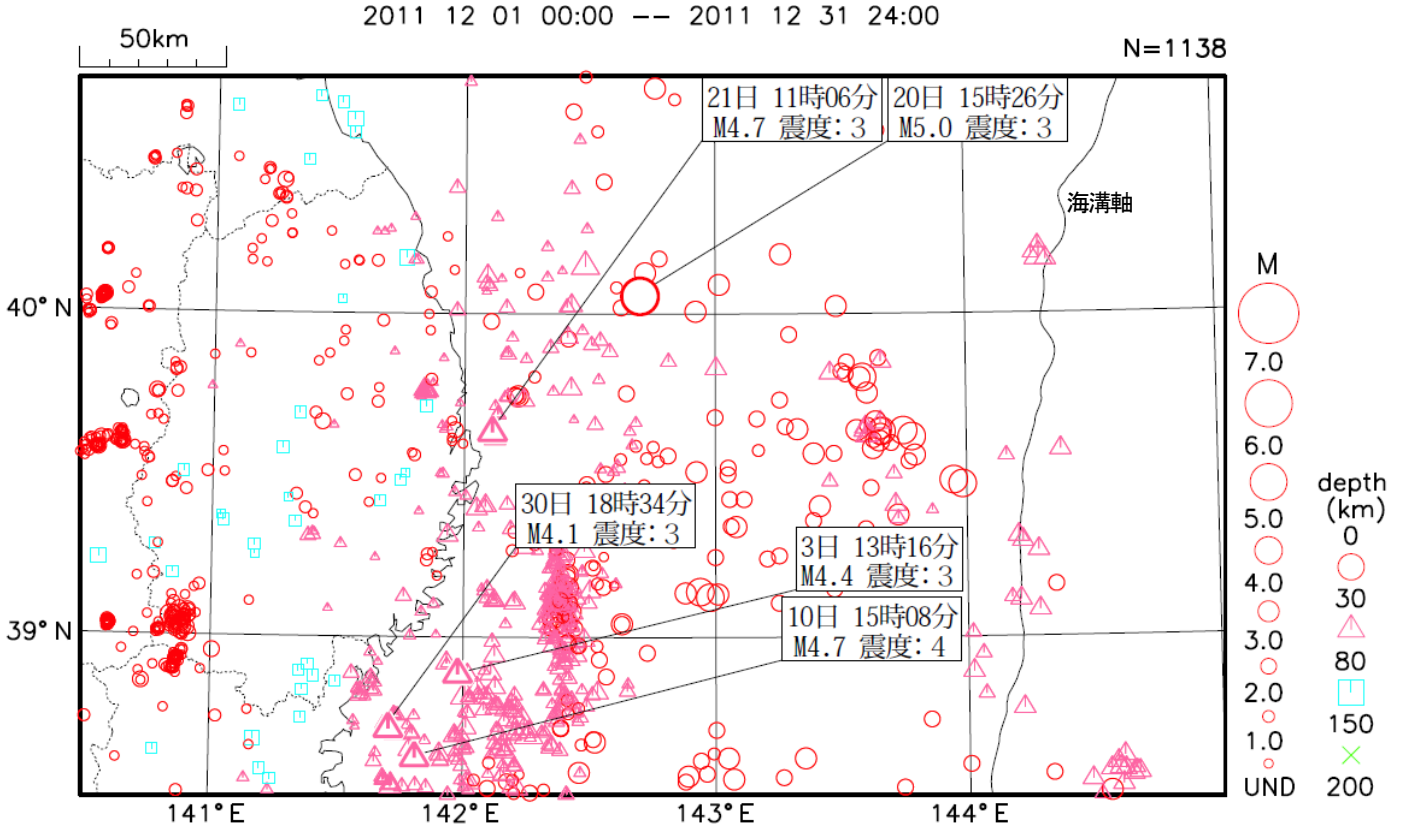 2011 12 01 00:00 -- 2011 12 31 24:00
50km
N=1138
21日 11時06分
M4.7 震度:3
20日 15時26分
M5.0 震度:3
海溝軸
40°N
30日 18時34分
M4.1 震度:3
3日 13時16分
M4.4 震度:3
10日 15時08分
M4.7 震度:4
39°N
141°E
142°E
143°E
144°E
M
7.0
6.0
5.0
4.0
3.0
2.0
1.0
UND
depth
(km)
0
30
80
150
200